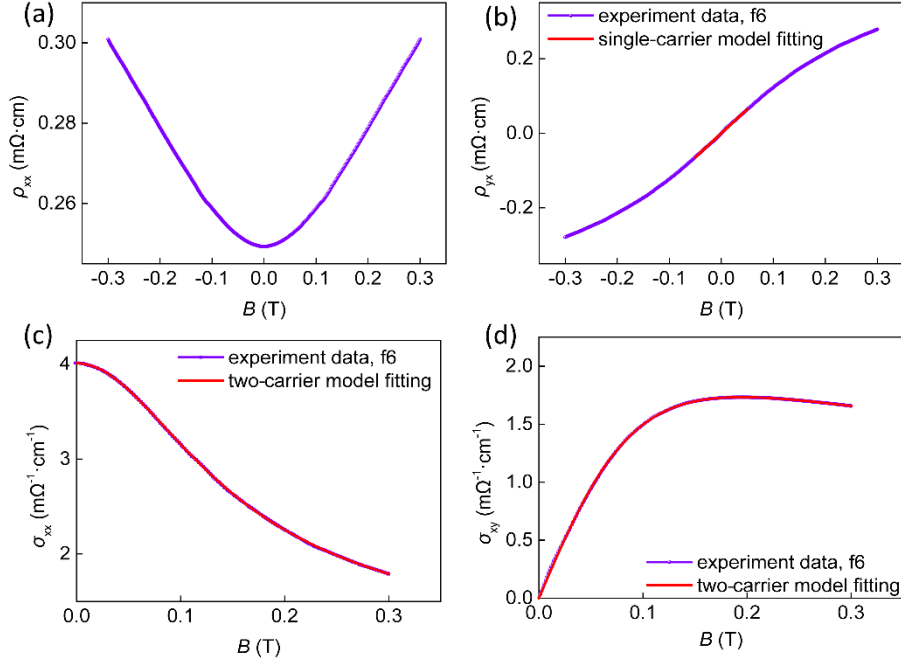 (a)
0.30
0.28
0.26
ρxx (mΩ·cm)
-0.3 -0.2 -0.1 0.0 0.1 0.2 0.3
B (T)
(b)
experiment data, f6
single-carrier model fitting
0.2
0.0
-0.2
ρyx (mΩ·cm)
-0.3 -0.2 -0.1 0.0 0.1 0.2 0.3
B (T)
(c)
experiment data, f6
two-carrier model fitting
4
3
2
σxx (mΩ⁻¹·cm⁻¹)
0.0 0.1 0.2 0.3
B (T)
(d)
2.0
1.5
1.0
0.5
0.0
σxy (mΩ⁻¹·cm⁻¹)
experiment data, f6
two-carrier model fitting
0.0 0.1 0.2 0.3
B (T)